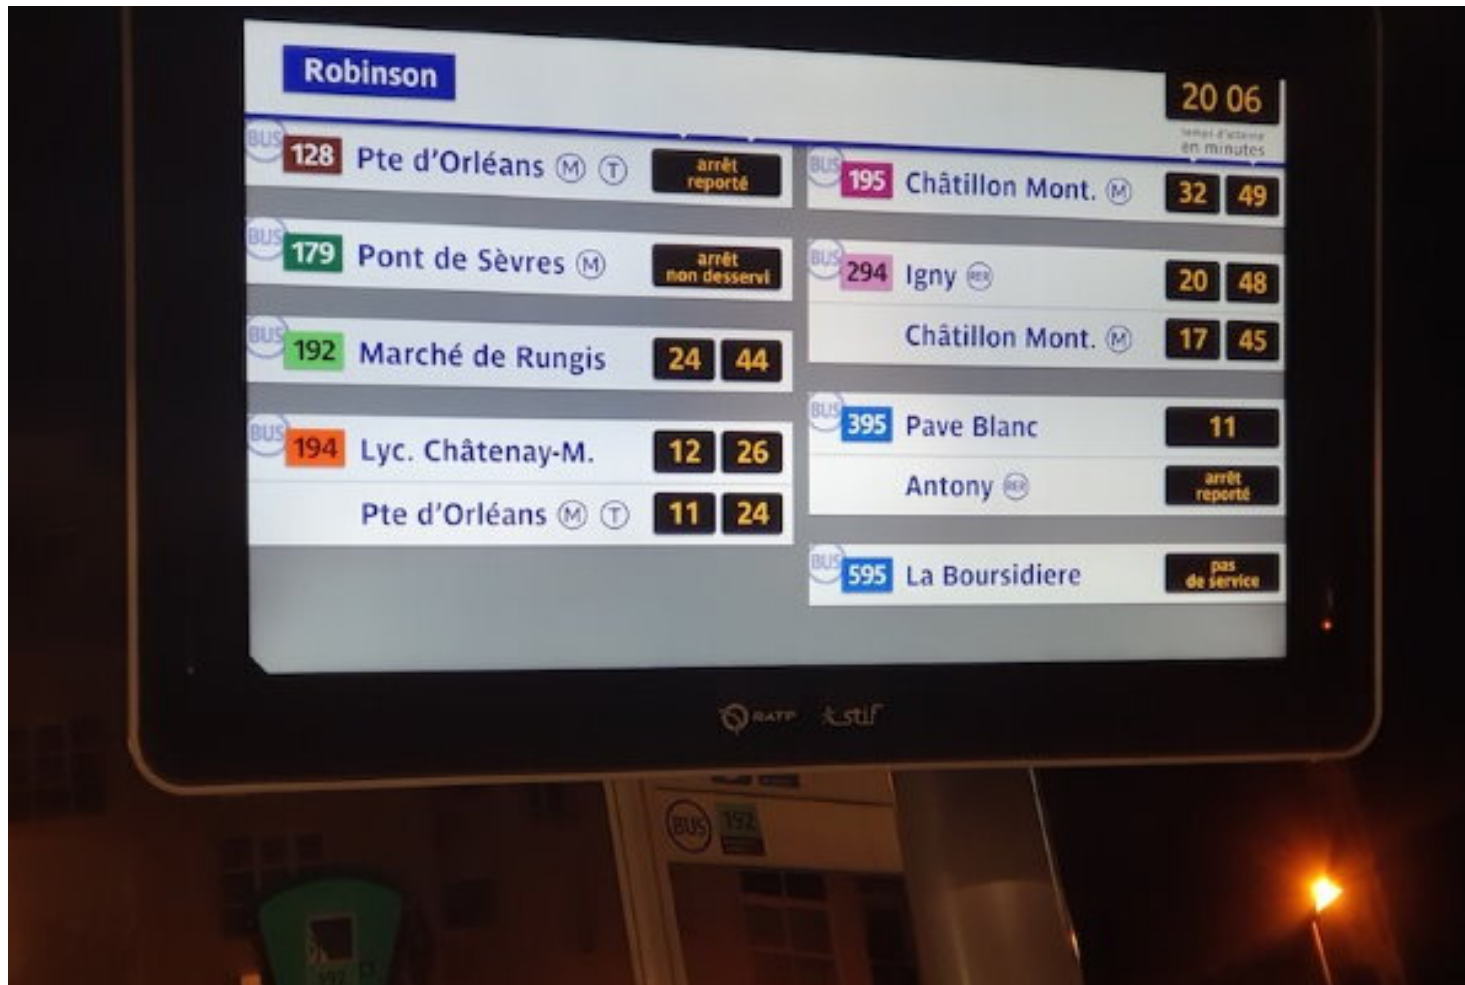 Robinson
20 06
temps d'attente
en minutes
BUS 128 Pte d'Orléans M T arrêt
reporté
BUS 179 Pont de Sèvres M arrêt
non desservi
BUS 192 Marché de Rungis 24 44
BUS 194 Lyc. Châtenay-M. 12 26
Pte d'Orléans M T 11 24
BUS 195 Châtillon Mont. M 32 49
BUS 294 Igny RER 20 48
Châtillon Mont. M 17 45
BUS 395 Pave Blanc 11
Antony RER arrêt
reporté
BUS 595 La Boursidiere pas
de service
RATP stif
BUS 192
192